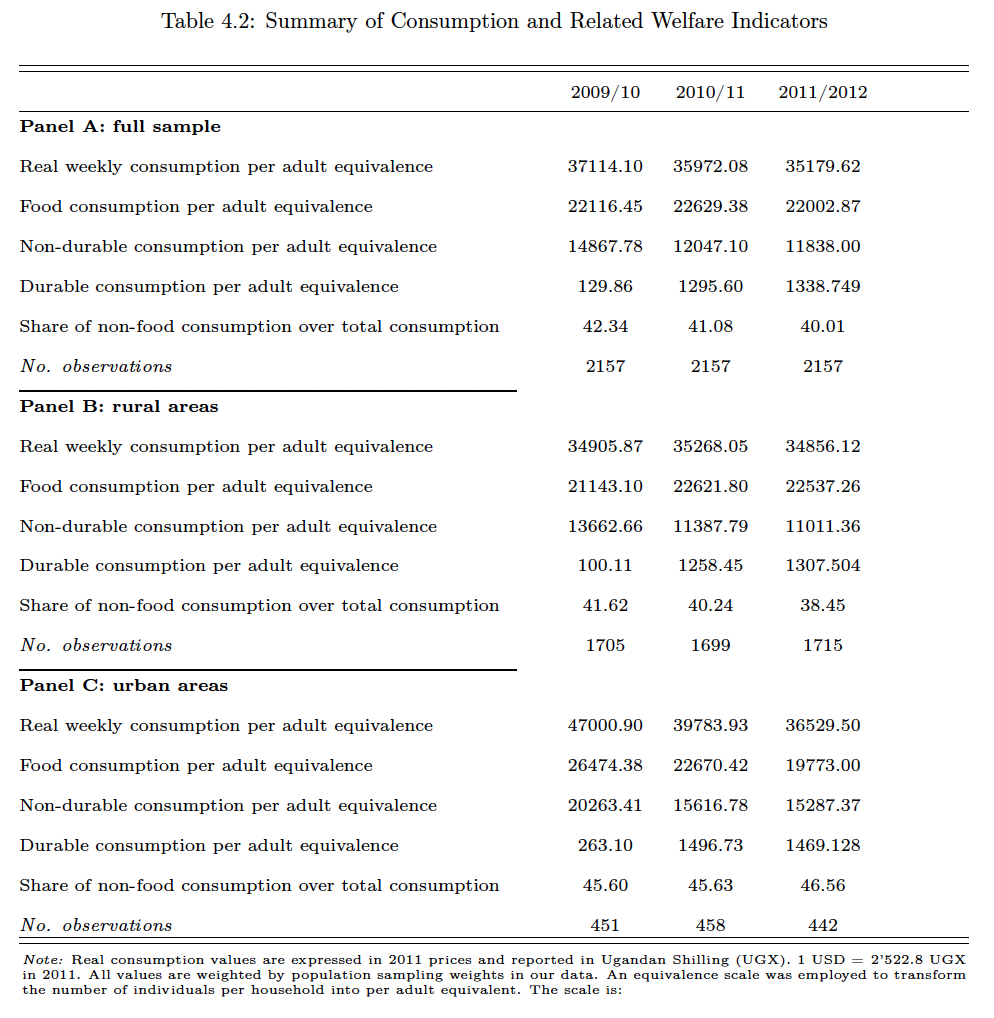 Table 4.2: Summary of Consumption and Related Welfare Indicators
2009/10 2010/11 2011/2012
Panel A: full sample
Real weekly consumption per adult equivalence 37114.10 35972.08 35179.62
Food consumption per adult equivalence 22116.45 22629.38 22002.87
Non-durable consumption per adult equivalence 14867.78 12047.10 11838.00
Durable consumption per adult equivalence 129.86 1295.60 1338.749
Share of non-food consumption over total consumption 42.34 41.08 40.01
No. observations 2157 2157 2157
Panel B: rural areas
Real weekly consumption per adult equivalence 34905.87 35268.05 34856.12
Food consumption per adult equivalence 21143.10 22621.80 22537.26
Non-durable consumption per adult equivalence 13662.66 11387.79 11011.36
Durable consumption per adult equivalence 100.11 1258.45 1307.504
Share of non-food consumption over total consumption 41.62 40.24 38.45
No. observations 1705 1699 1715
Panel C: urban areas
Real weekly consumption per adult equivalence 47000.90 39783.93 36529.50
Food consumption per adult equivalence 26474.38 22670.42 19773.00
Non-durable consumption per adult equivalence 20263.41 15616.78 15287.37
Durable consumption per adult equivalence 263.10 1496.73 1469.128
Share of non-food consumption over total consumption 45.60 45.63 46.56
No. observations 451 458 442
Note: Real consumption values are expressed in 2011 prices and reported in Ugandan Shilling (UGX). 1 USD = 2'522.8 UGX
in 2011. All values are weighted by population sampling weights in our data. An equivalence scale was employed to transform
the number of individuals per household into per adult equivalent. The scale is: